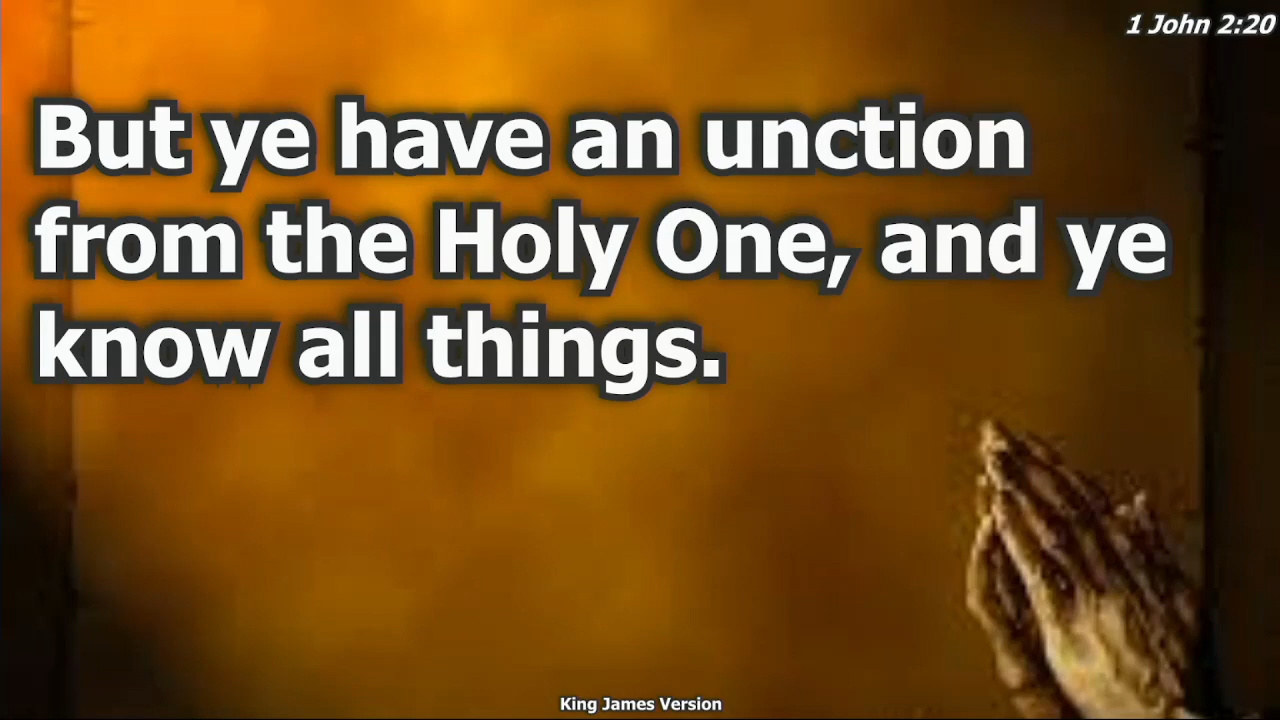 1 John 2:20
But ye have an unction
from the Holy One, and ye
know all things.
King James Version